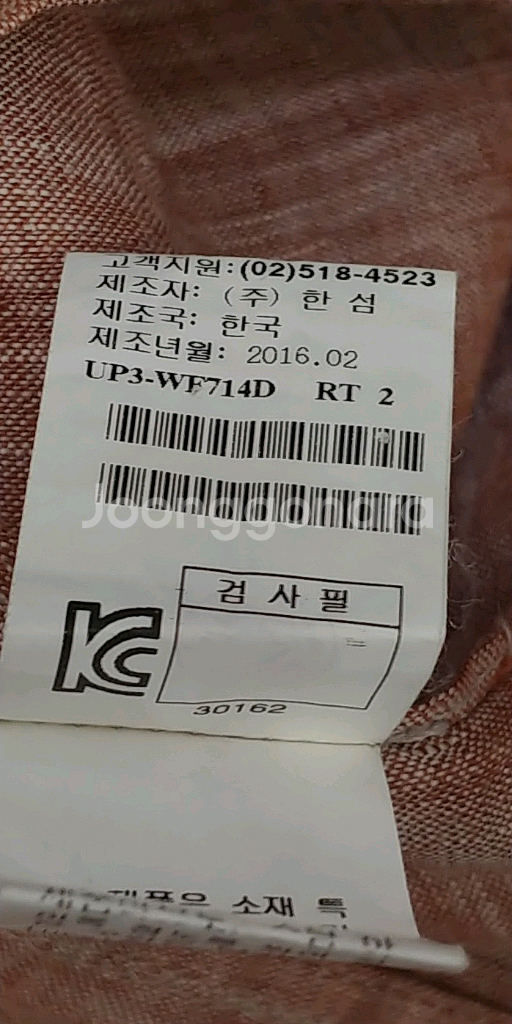 고객지원:(02)518-4523
제조자: (주) 한 섬
제조국: 한국
제조년월: 2016.02
UP3-WF714D RT 2
Joonggonara
검 사 필
KC
30162
제품은 소재 특